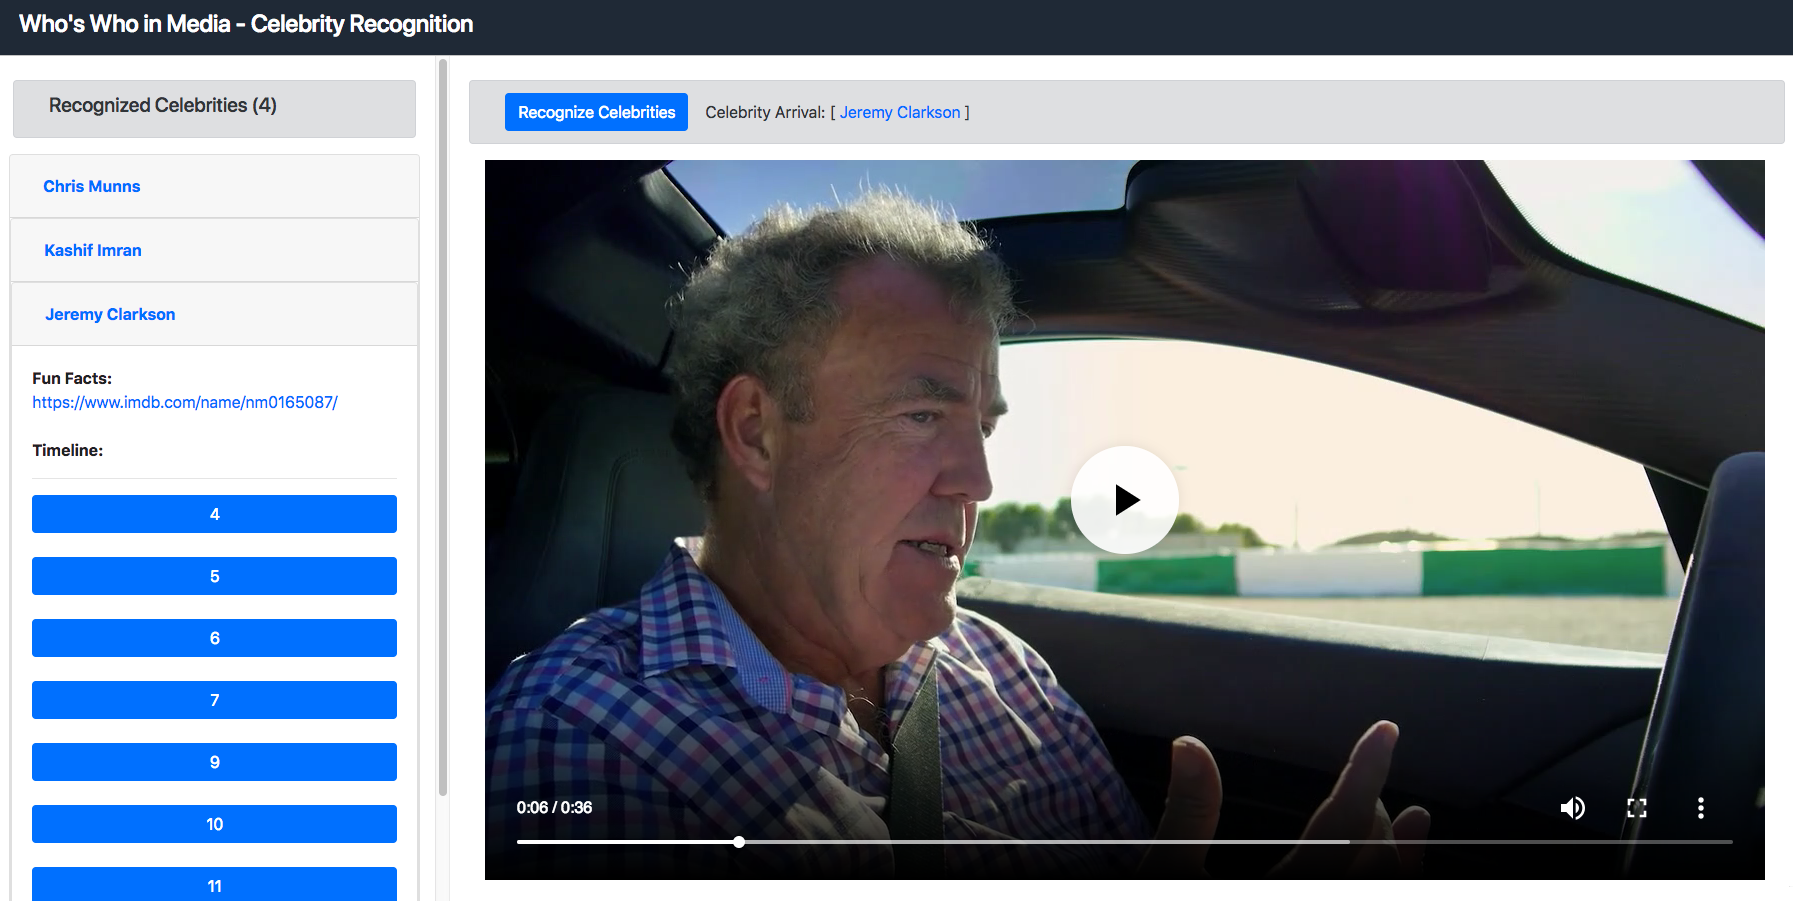 Who's Who in Media - Celebrity Recognition
Recognized Celebrities (4)
Chris Munns
Kashif Imran
Jeremy Clarkson
Fun Facts:
https://www.imdb.com/name/nm0165087/
Timeline:
4
5
6
7
9
10
11
Recognize Celebrities
Celebrity Arrival: [ Jeremy Clarkson ]
0:06 / 0:36